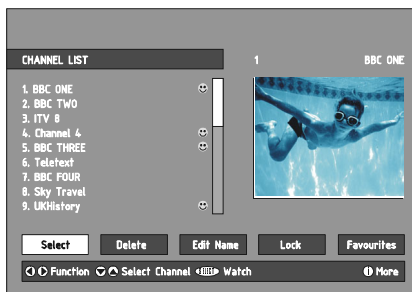 CHANNEL LIST
1 BBC ONE
1. BBC ONE
2. BBC TWO
3. ITV 8
4. Channel 4
5. BBC THREE
6. Teletext
7. BBC FOUR
8. Sky Travel
9. UKHistory
Select Delete Edit Name Lock Favourites
Function Select Channel Watch More